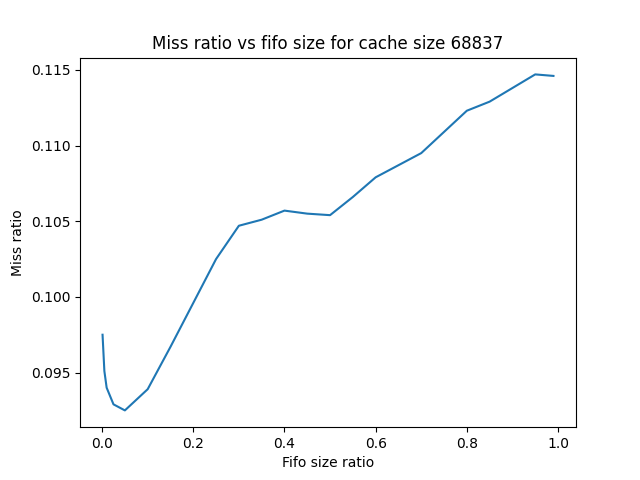 Miss ratio vs fifo size for cache size 68837
0.115
0.110
0.105
0.100
0.095
Miss ratio
0.0 0.2 0.4 0.6 0.8 1.0
Fifo size ratio